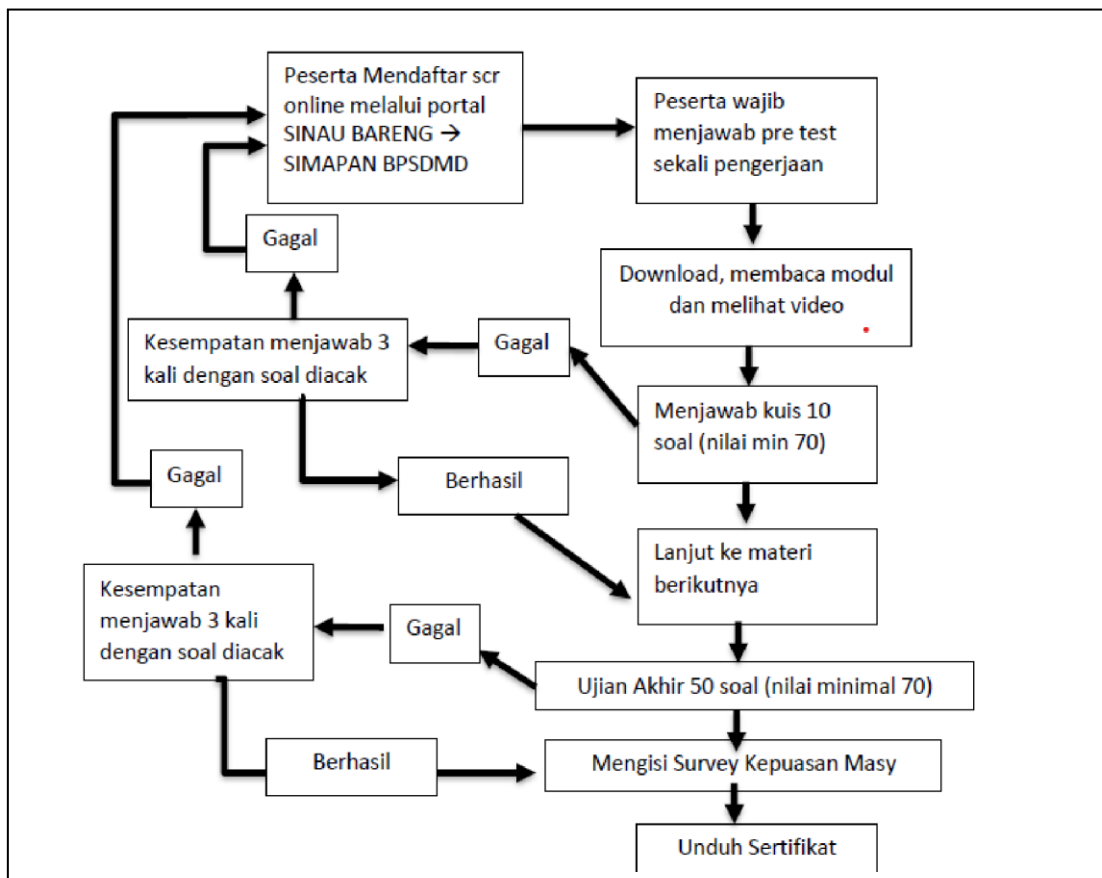 Peserta Mendaftar scr
online melalui portal
SINAU BARENG →
SIMAPAN BPSDMD
Peserta wajib
menjawab pre test
sekali pengerjaan
Gagal
Download, membaca modul
dan melihat video
Kesempatan menjawab 3
kali dengan soal diacak
Gagal
Menjawab kuis 10
soal (nilai min 70)
Gagal
Berhasil
Lanjut ke materi
berikutnya
Kesempatan
menjawab 3 kali
dengan soal diacak
Gagal
Ujian Akhir 50 soal (nilai minimal 70)
Berhasil
Mengisi Survey Kepuasan Masy
Unduh Sertifikat